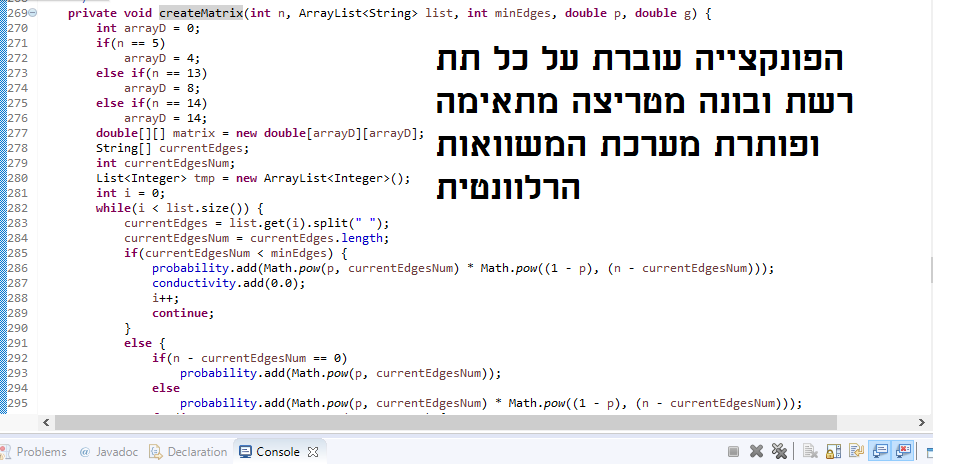 269 private void createMatrix(int n, ArrayList<String> list, int minEdges, double p, double g) {
270 int arrayD = 0;
271 if(n == 5)
272 arrayD = 4;
273 else if(n == 13)
274 arrayD = 8;
275 else if(n == 14)
276 arrayD = 14;
277 double[][] matrix = new double[arrayD][arrayD];
278 String[] currentEdges;
279 int currentEdgesNum;
280 List<Integer> tmp = new ArrayList<Integer>();
281 int i = 0;
282 while(i < list.size()) {
283 currentEdges = list.get(i).split(" ");
284 currentEdgesNum = currentEdges.length;
285 if(currentEdgesNum < minEdges) {
286 probability.add(Math.pow(p, currentEdgesNum) * Math.pow((1 - p), (n - currentEdgesNum)));
287 conductivity.add(0.0);
288 i++;
289 continue;
290 }
291 else {
292 if(n - currentEdgesNum == 0)
293 probability.add(Math.pow(p, currentEdgesNum));
294 else
295 probability.add(Math.pow(p, currentEdgesNum) * Math.pow((1 - p), (n - currentEdgesNum)));
הפונקצייה עוברת על כל תת
רשת ובונה מטריצה מתאימה
ופותרת מערכת המשוואות
הרלוונטית
Problems @ Javadoc Declaration Console